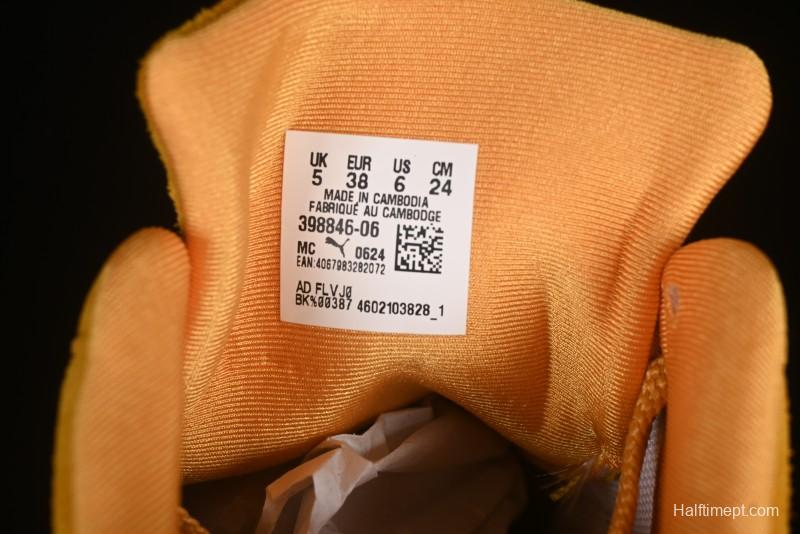 UK EUR US CM
5 38 6 24
MADE IN CAMBODIA
FABRIQUÉ AU CAMBODGE
398846-06
MC 0624
EAN:4067983282072
AD FLVJ0
BK%00387 4602103828_1
Halftimept.com